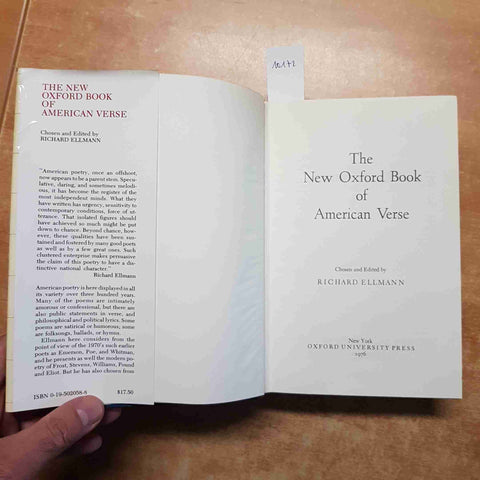 THE NEW
OXFORD BOOK
OF
AMERICAN VERSE
Chosen and Edited by
RICHARD ELLMANN
"American poetry, once an offshoot,
now appears to be a parent stem. Specu-
lative, daring, and sometimes melodi-
ous, it has become the register of the
most independent minds. What they
have written has urgency, sensitivity to
contemporary conditions, force of ut-
terance. That isolated figures should
have achieved so much might be put
down to chance. Beyond chance, how-
ever, these qualities have been sus-
tained and fostered by many good poets
as well as by a few great ones. Such
clustered enterprise makes persuasive
the claim of this poetry to have a dis-
tinctive national character."
Richard Ellmann
American poetry is here displayed in all
its variety over three hundred years.
Many of the poems are intimately
amorous or confessional, but there are
also public statements in verse, and
philosophical and political lyrics. Some
poems are satirical or humorous; some
are folksongs, ballads, or hymns.
Ellmann here considers from the
point of view of the 1970's such earlier
poets as Emerson, Poe, and Whitman,
and he presents as well the modern po-
etry of Frost, Stevens, Williams, Pound
and Eliot. But he has also chosen from
ISBN 0-19-502058-8 $17.50
The
New Oxford Book
of
American Verse
Chosen and Edited by
RICHARD ELLMANN
New York
OXFORD UNIVERSITY PRESS
1976